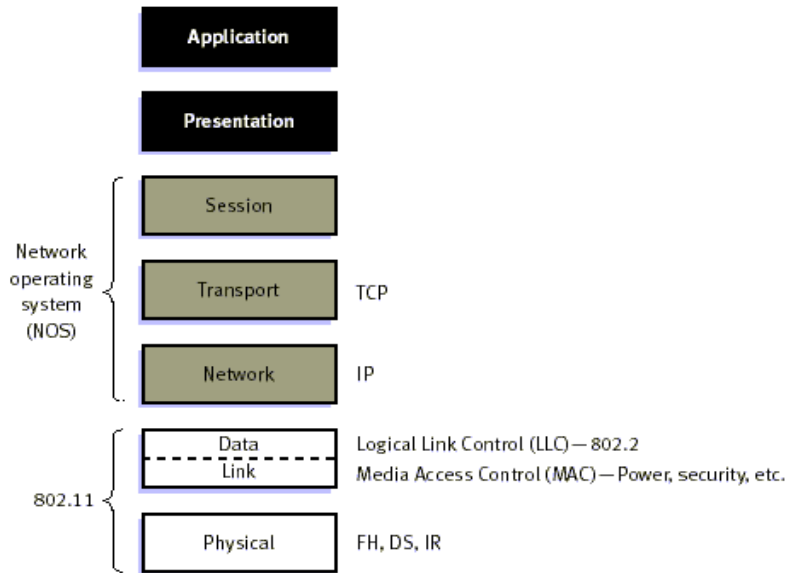 Application
Presentation
Session
Network
operating
system
(NOS)
Transport
TCP
Network
IP
Data
Logical Link Control (LLC)—802.2
Link
Media Access Control (MAC)—Power, security, etc.
802.11
Physical
FH, DS, IR